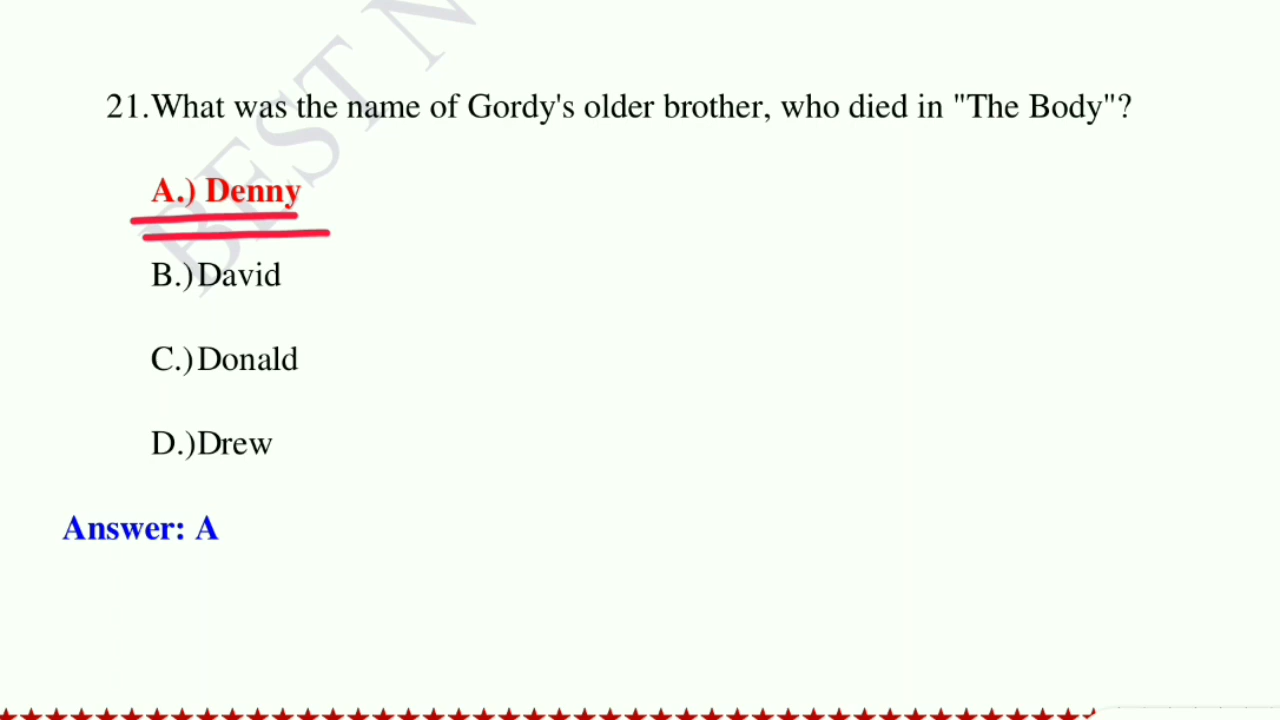 BEST N
21.What was the name of Gordy's older brother, who died in "The Body"?
A.) Denny
B.)David
C.)Donald
D.)Drew
Answer: A